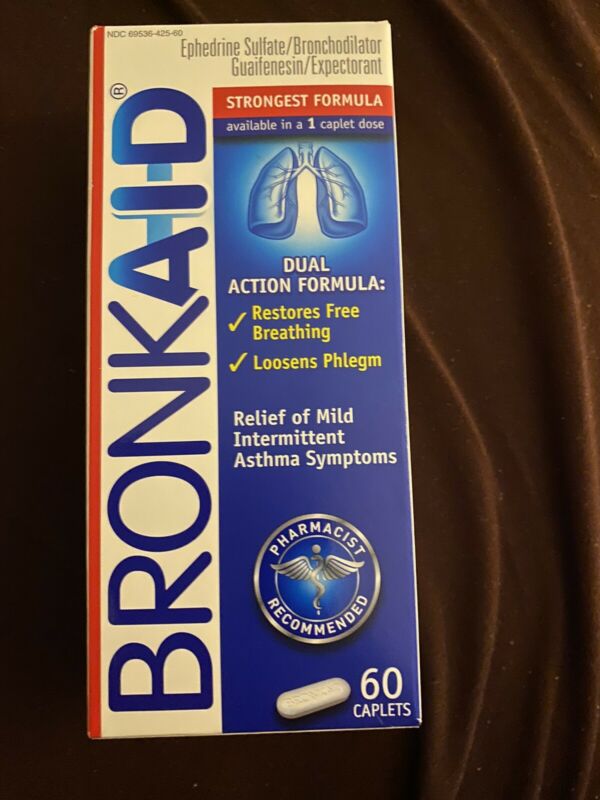 NDC 69536-425-60
Ephedrine Sulfate/Bronchodilator
Guaifenesin/Expectorant
BRONKAID®
STRONGEST FORMULA
available in a 1 caplet dose
DUAL
ACTION FORMULA:
✓ Restores Free
Breathing
✓ Loosens Phlegm
Relief of Mild
Intermittent
Asthma Symptoms
PHARMACIST
RECOMMENDED
60
CAPLETS